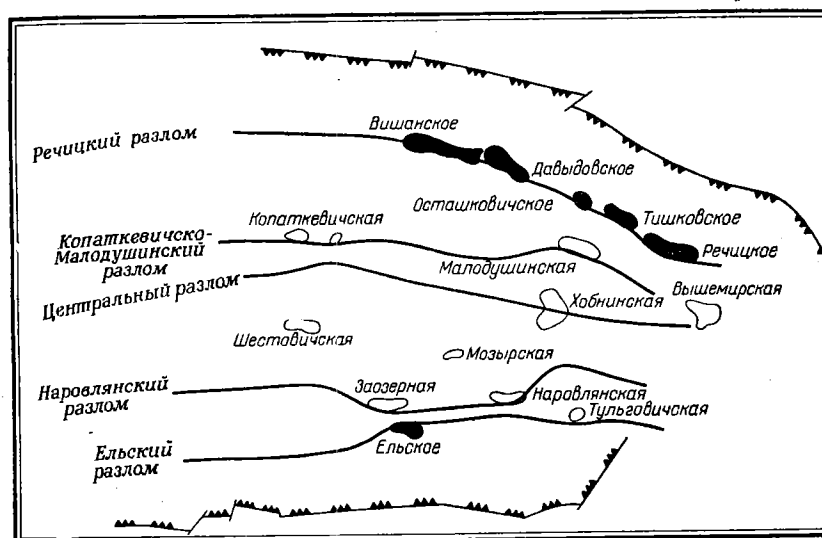 Вишанское
Речицкий разлом
Давыдовское
Осташковичское
Тишковское
Копаткевичская
Речицкое
Копаткевичско-
Малодушинский
разлом
Малодушинская
Центральный разлом
Хобнинская
Вышемирская
Шестовичская
Мозырская
Наровлянский
разлом
Заозерная
Наровлянская
Тульговичская
Ельский
разлом
Ельское